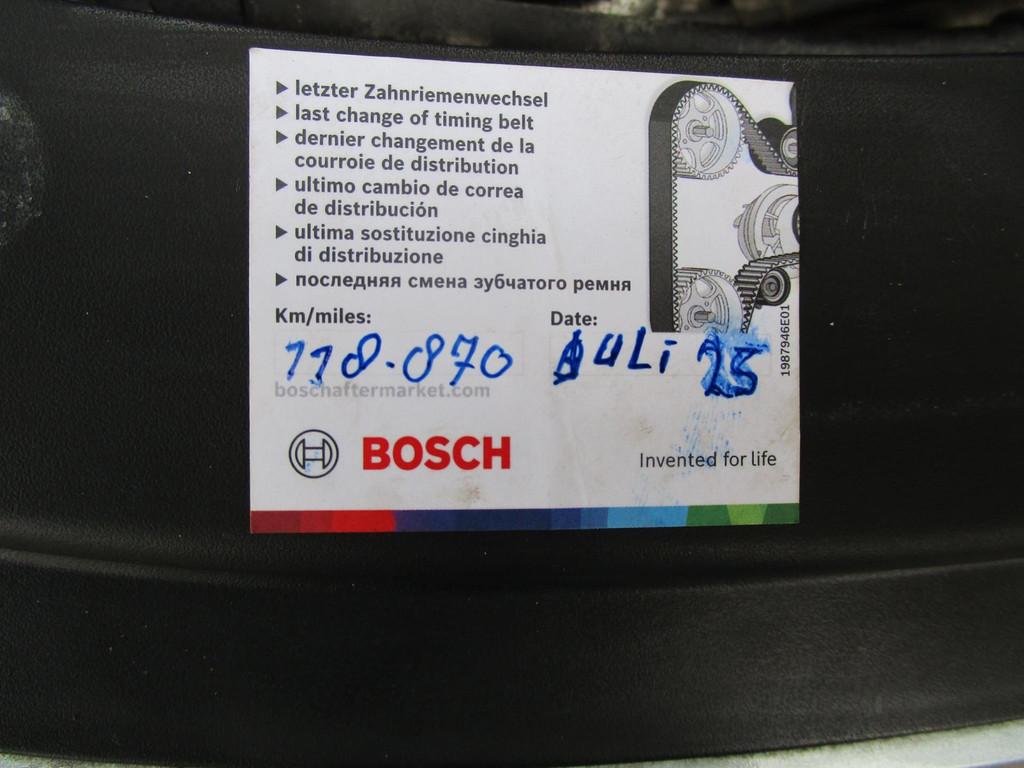 ▶ letzter Zahnriemenwechsel
▶ last change of timing belt
▶ dernier changement de la
courroie de distribution
▶ ultimo cambio de correa
de distribución
▶ ultima sostituzione cinghia
di distribuzione
▶ последняя смена зубчатого ремня
Km/miles: Date:
118.870 JULi 25
boschaftermarket.com
BOSCH
Invented for life
1987946E01